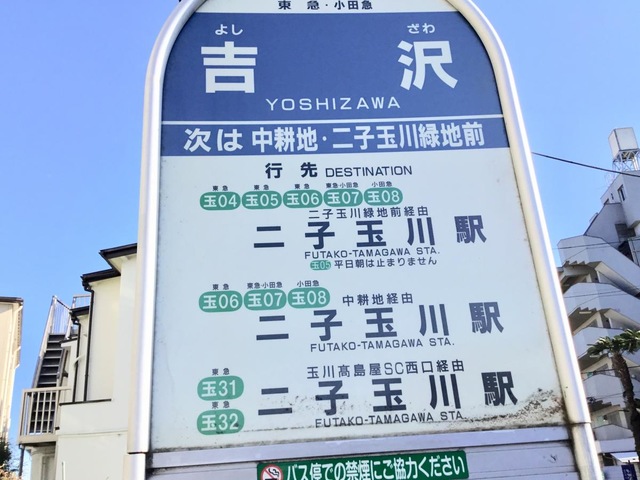 東急・小田急
よし ざわ
吉 沢
YOSHIZAWA
次は 中耕地・二子玉川緑地前
行先 DESTINATION
東急 東急 東急 東急小田急 小田急
玉04 玉05 玉06 玉07 玉08
二子玉川緑地前経由
二子玉川駅
FUTAKO-TAMAGAWA STA.
玉05 平日朝は止まりません
東急 東急小田急 小田急
玉06 玉07 玉08 中耕地経由
二子玉川駅
FUTAKO-TAMAGAWA STA.
玉川髙島屋SC西口経由
東急
玉31
東急
玉32
二子玉川駅
FUTAKO-TAMAGAWA STA.
バス停での禁煙にご協力ください